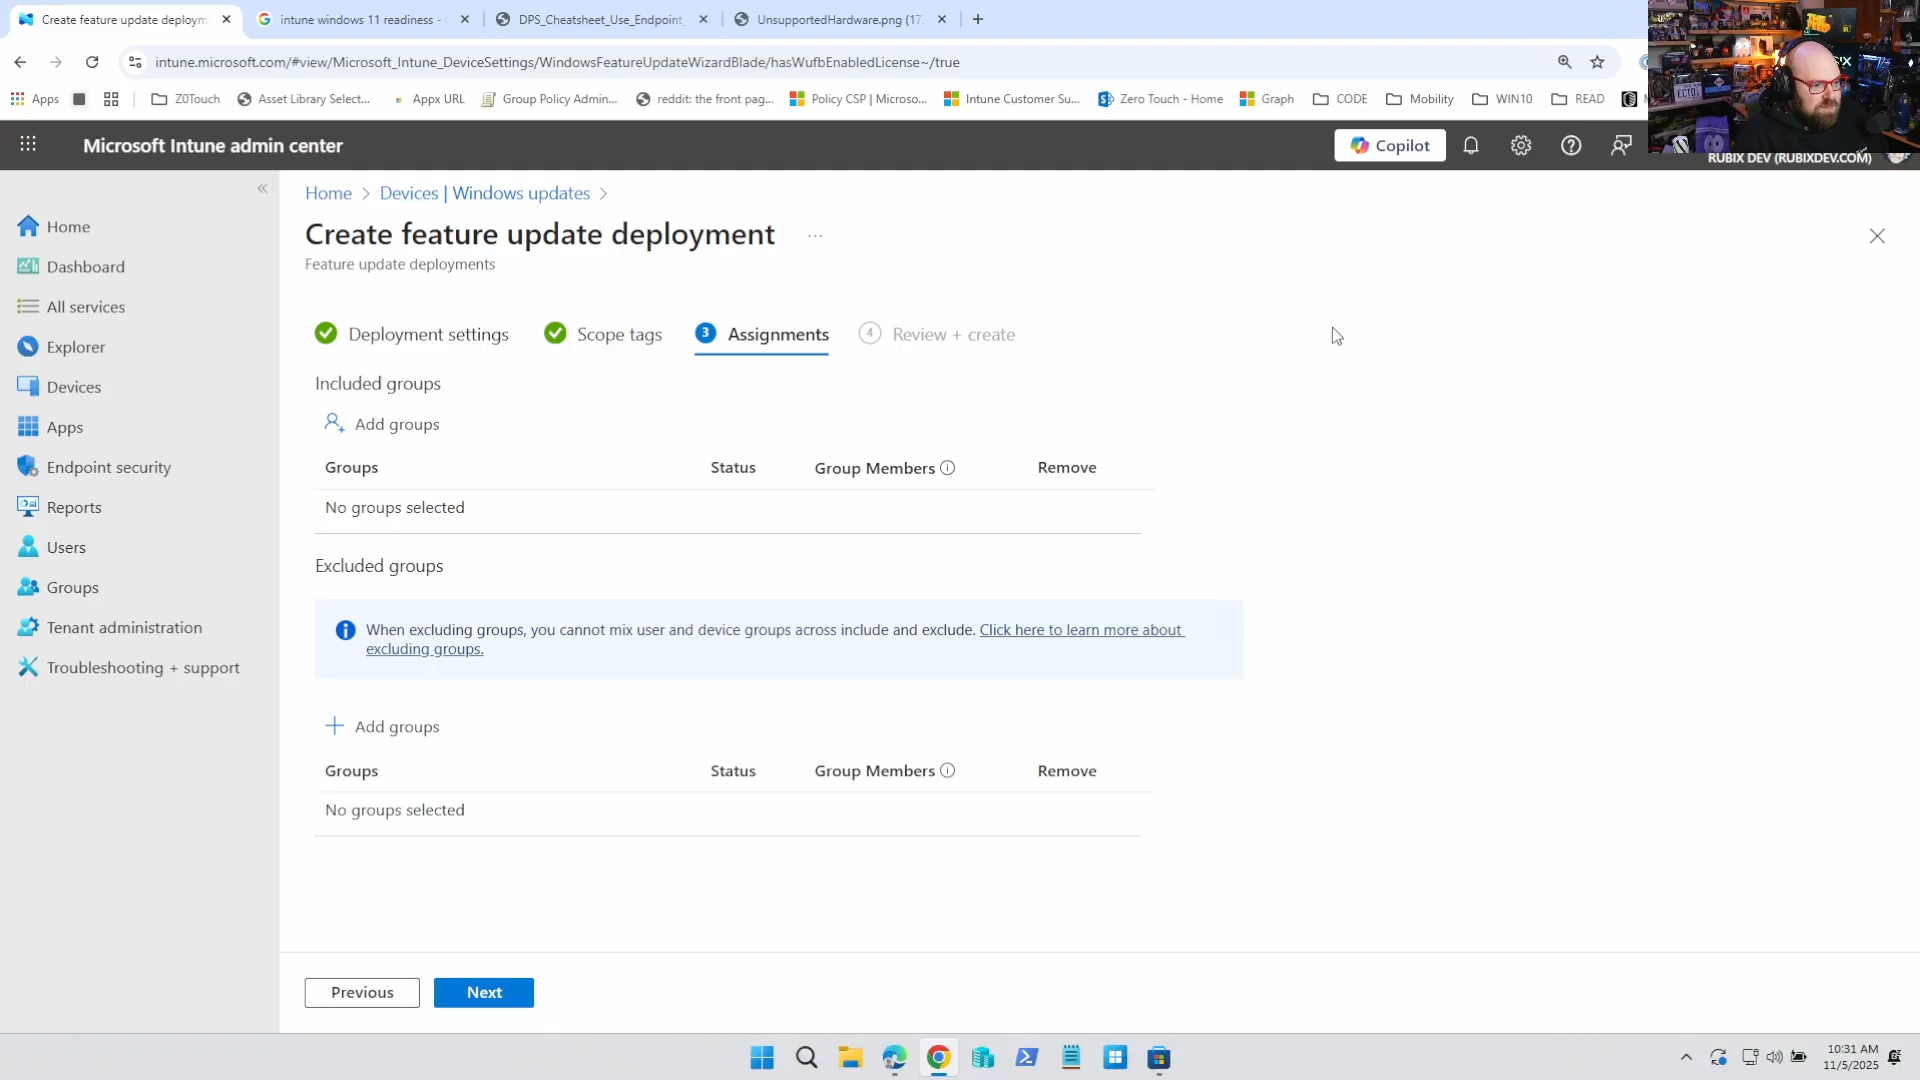 Create feature update deploym
intune windows 11 readiness -
DPS_Cheatsheet_Use_Endpoint_
UnsupportedHardware.png (17
intune.microsoft.com/#view/Microsoft_Intune_DeviceSettings/WindowsFeatureUpdateWizardBlade/hasWufbEnabledLicense~/true
Apps
Z0Touch
Asset Library Select...
Appx URL
Group Policy Admin...
reddit: the front pag...
Policy CSP | Microso...
Intune Customer Su...
Zero Touch - Home
Graph
CODE
Mobility
WIN10
READ
Microsoft Intune admin center
Copilot
RUBIX DEV (RUBIXDEV.COM)
Home
Dashboard
All services
Explorer
Devices
Apps
Endpoint security
Reports
Users
Groups
Tenant administration
Troubleshooting + support
Home > Devices | Windows updates >
Create feature update deployment ...
Feature update deployments
Deployment settings
Scope tags
3 Assignments
4 Review + create
Included groups
Add groups
Groups Status Group Members Remove
No groups selected
Excluded groups
When excluding groups, you cannot mix user and device groups across include and exclude. Click here to learn more about
excluding groups.
Add groups
Groups Status Group Members Remove
No groups selected
Previous
Next
10:31 AM
11/5/2025